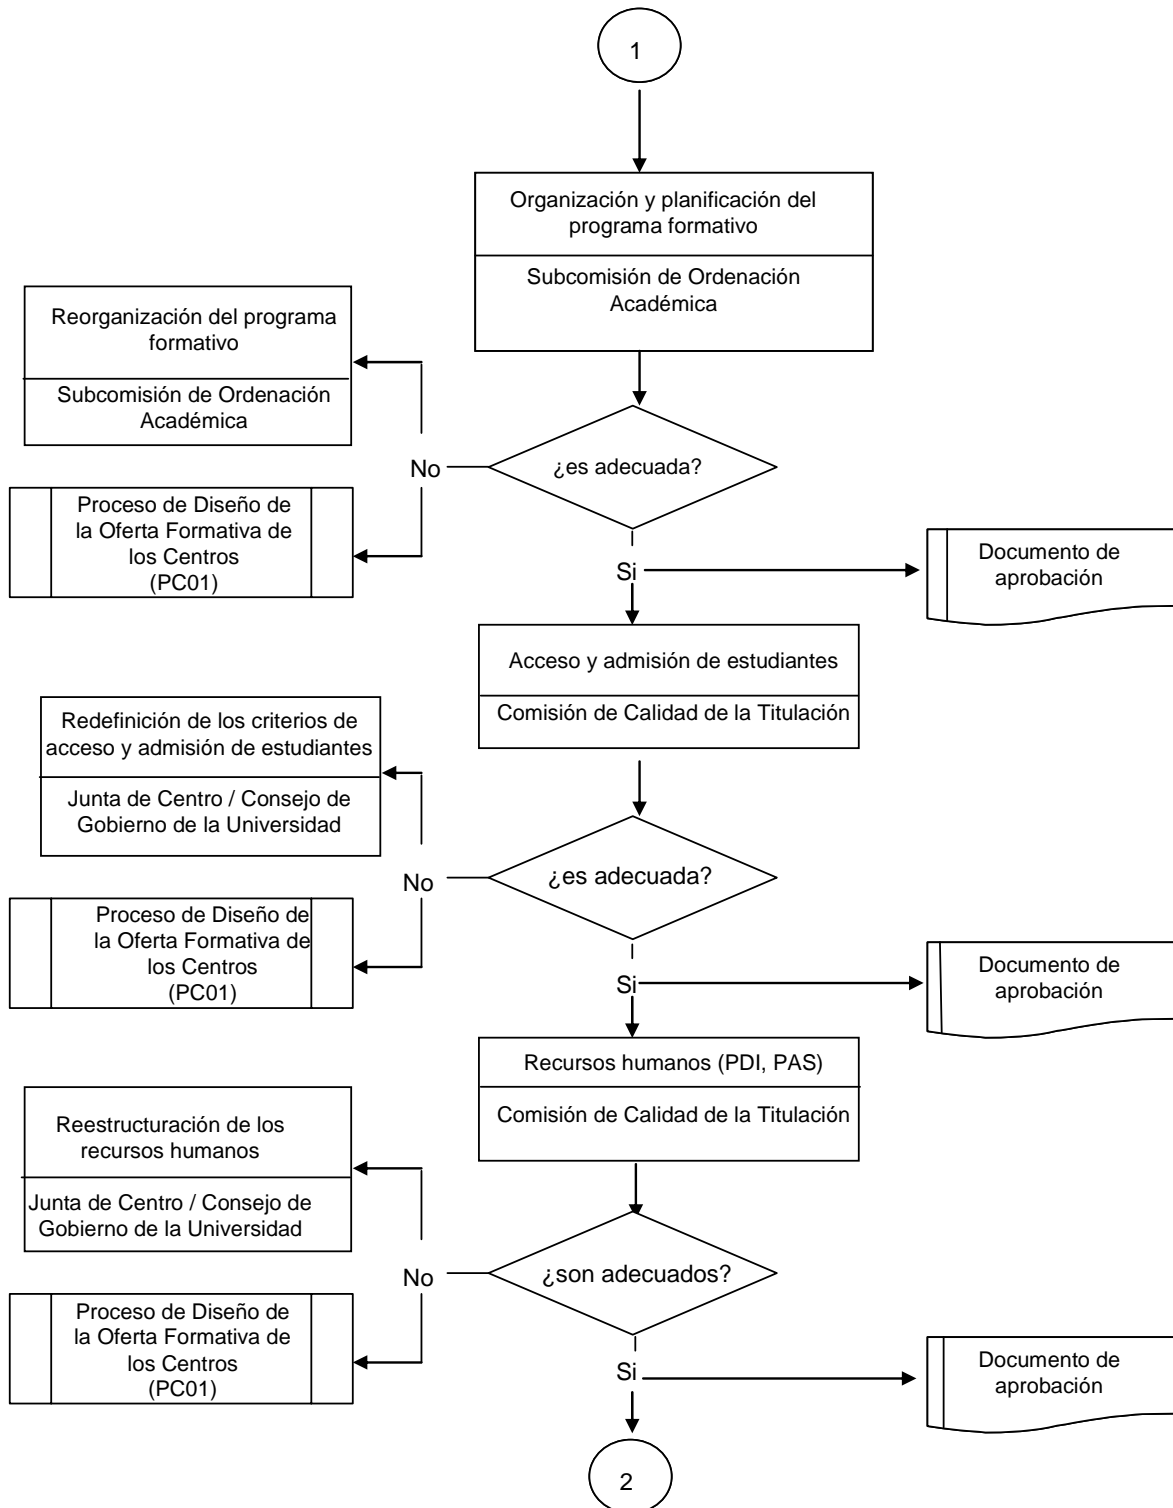 1
Organización y planificación del
programa formativo
Subcomisión de Ordenación
Académica
Reorganización del programa
formativo
Subcomisión de Ordenación
Académica
¿es adecuada?
No
Proceso de Diseño de
la Oferta Formativa de
los Centros
(PC01)
Si
Documento de
aprobación
Acceso y admisión de estudiantes
Comisión de Calidad de la Titulación
Redefinición de los criterios de
acceso y admisión de estudiantes
Junta de Centro / Consejo de
Gobierno de la Universidad
¿es adecuada?
No
Proceso de Diseño de
la Oferta Formativa de
los Centros
(PC01)
Si
Documento de
aprobación
Recursos humanos (PDI, PAS)
Comisión de Calidad de la Titulación
Reestructuración de los
recursos humanos
Junta de Centro / Consejo de
Gobierno de la Universidad
¿son adecuados?
No
Proceso de Diseño de
la Oferta Formativa de
los Centros
(PC01)
Si
Documento de
aprobación
2